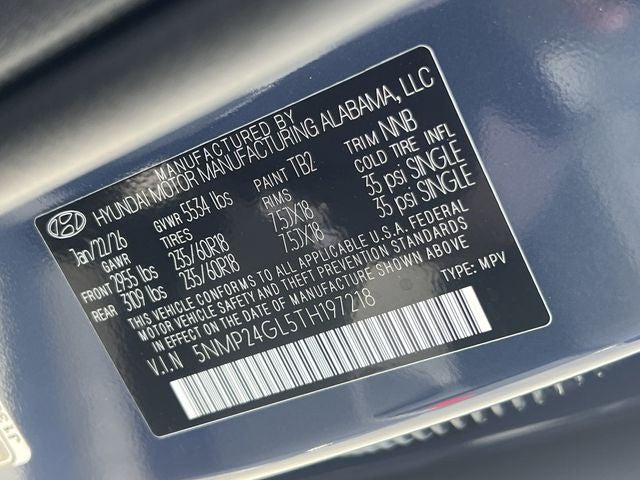 MANUFACTURED BY
HYUNDAI MOTOR MANUFACTURING ALABAMA, LLC
Jan/22/26 GVWR 5534 lbs PAINT TB2 TRIM NNB
GAWR TIRES RIMS COLD TIRE INFL
FRONT 2955 lbs 235/60R18 7.5JX18 35 psi SINGLE
REAR 3109 lbs 235/60R18 7.5JX18 35 psi SINGLE
THIS VEHICLE CONFORMS TO ALL APPLICABLE U.S.A. FEDERAL
MOTOR VEHICLE SAFETY AND THEFT PREVENTION STANDARDS
IN EFFECT ON THE DATE OF MANUFACTURE SHOWN ABOVE
V.I.N 5NMP24GL5TH197218 TYPE: MPV